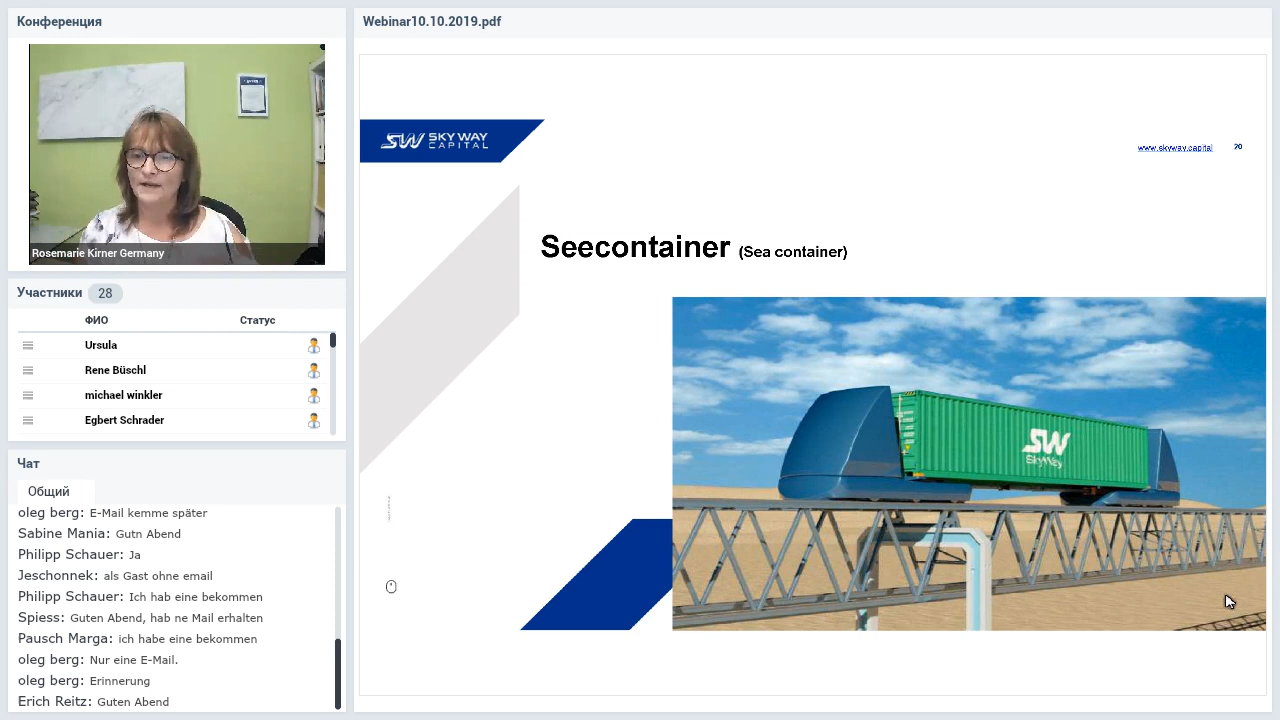 Конференция
Rosemarie Kirner Germany
Участники 28
ФИО Статус
Ursula
Rene Büschl
michael winkler
Egbert Schrader
Чат
Общий
oleg berg: E-Mail kemme später
Sabine Mania: Gutn Abend
Philipp Schauer: Ja
Jeschonnek: als Gast ohne email
Philipp Schauer: Ich hab eine bekommen
Spiess: Guten Abend, hab ne Mail erhalten
Pausch Marga: ich habe eine bekommen
oleg berg: Nur eine E-Mail.
oleg berg: Erinnerung
Erich Reitz: Guten Abend
Webinar10.10.2019.pdf
SW SKYWAY
CAPITAL
www.skyway.capital 20
Seecontainer (Sea container)
SW
SkyWay